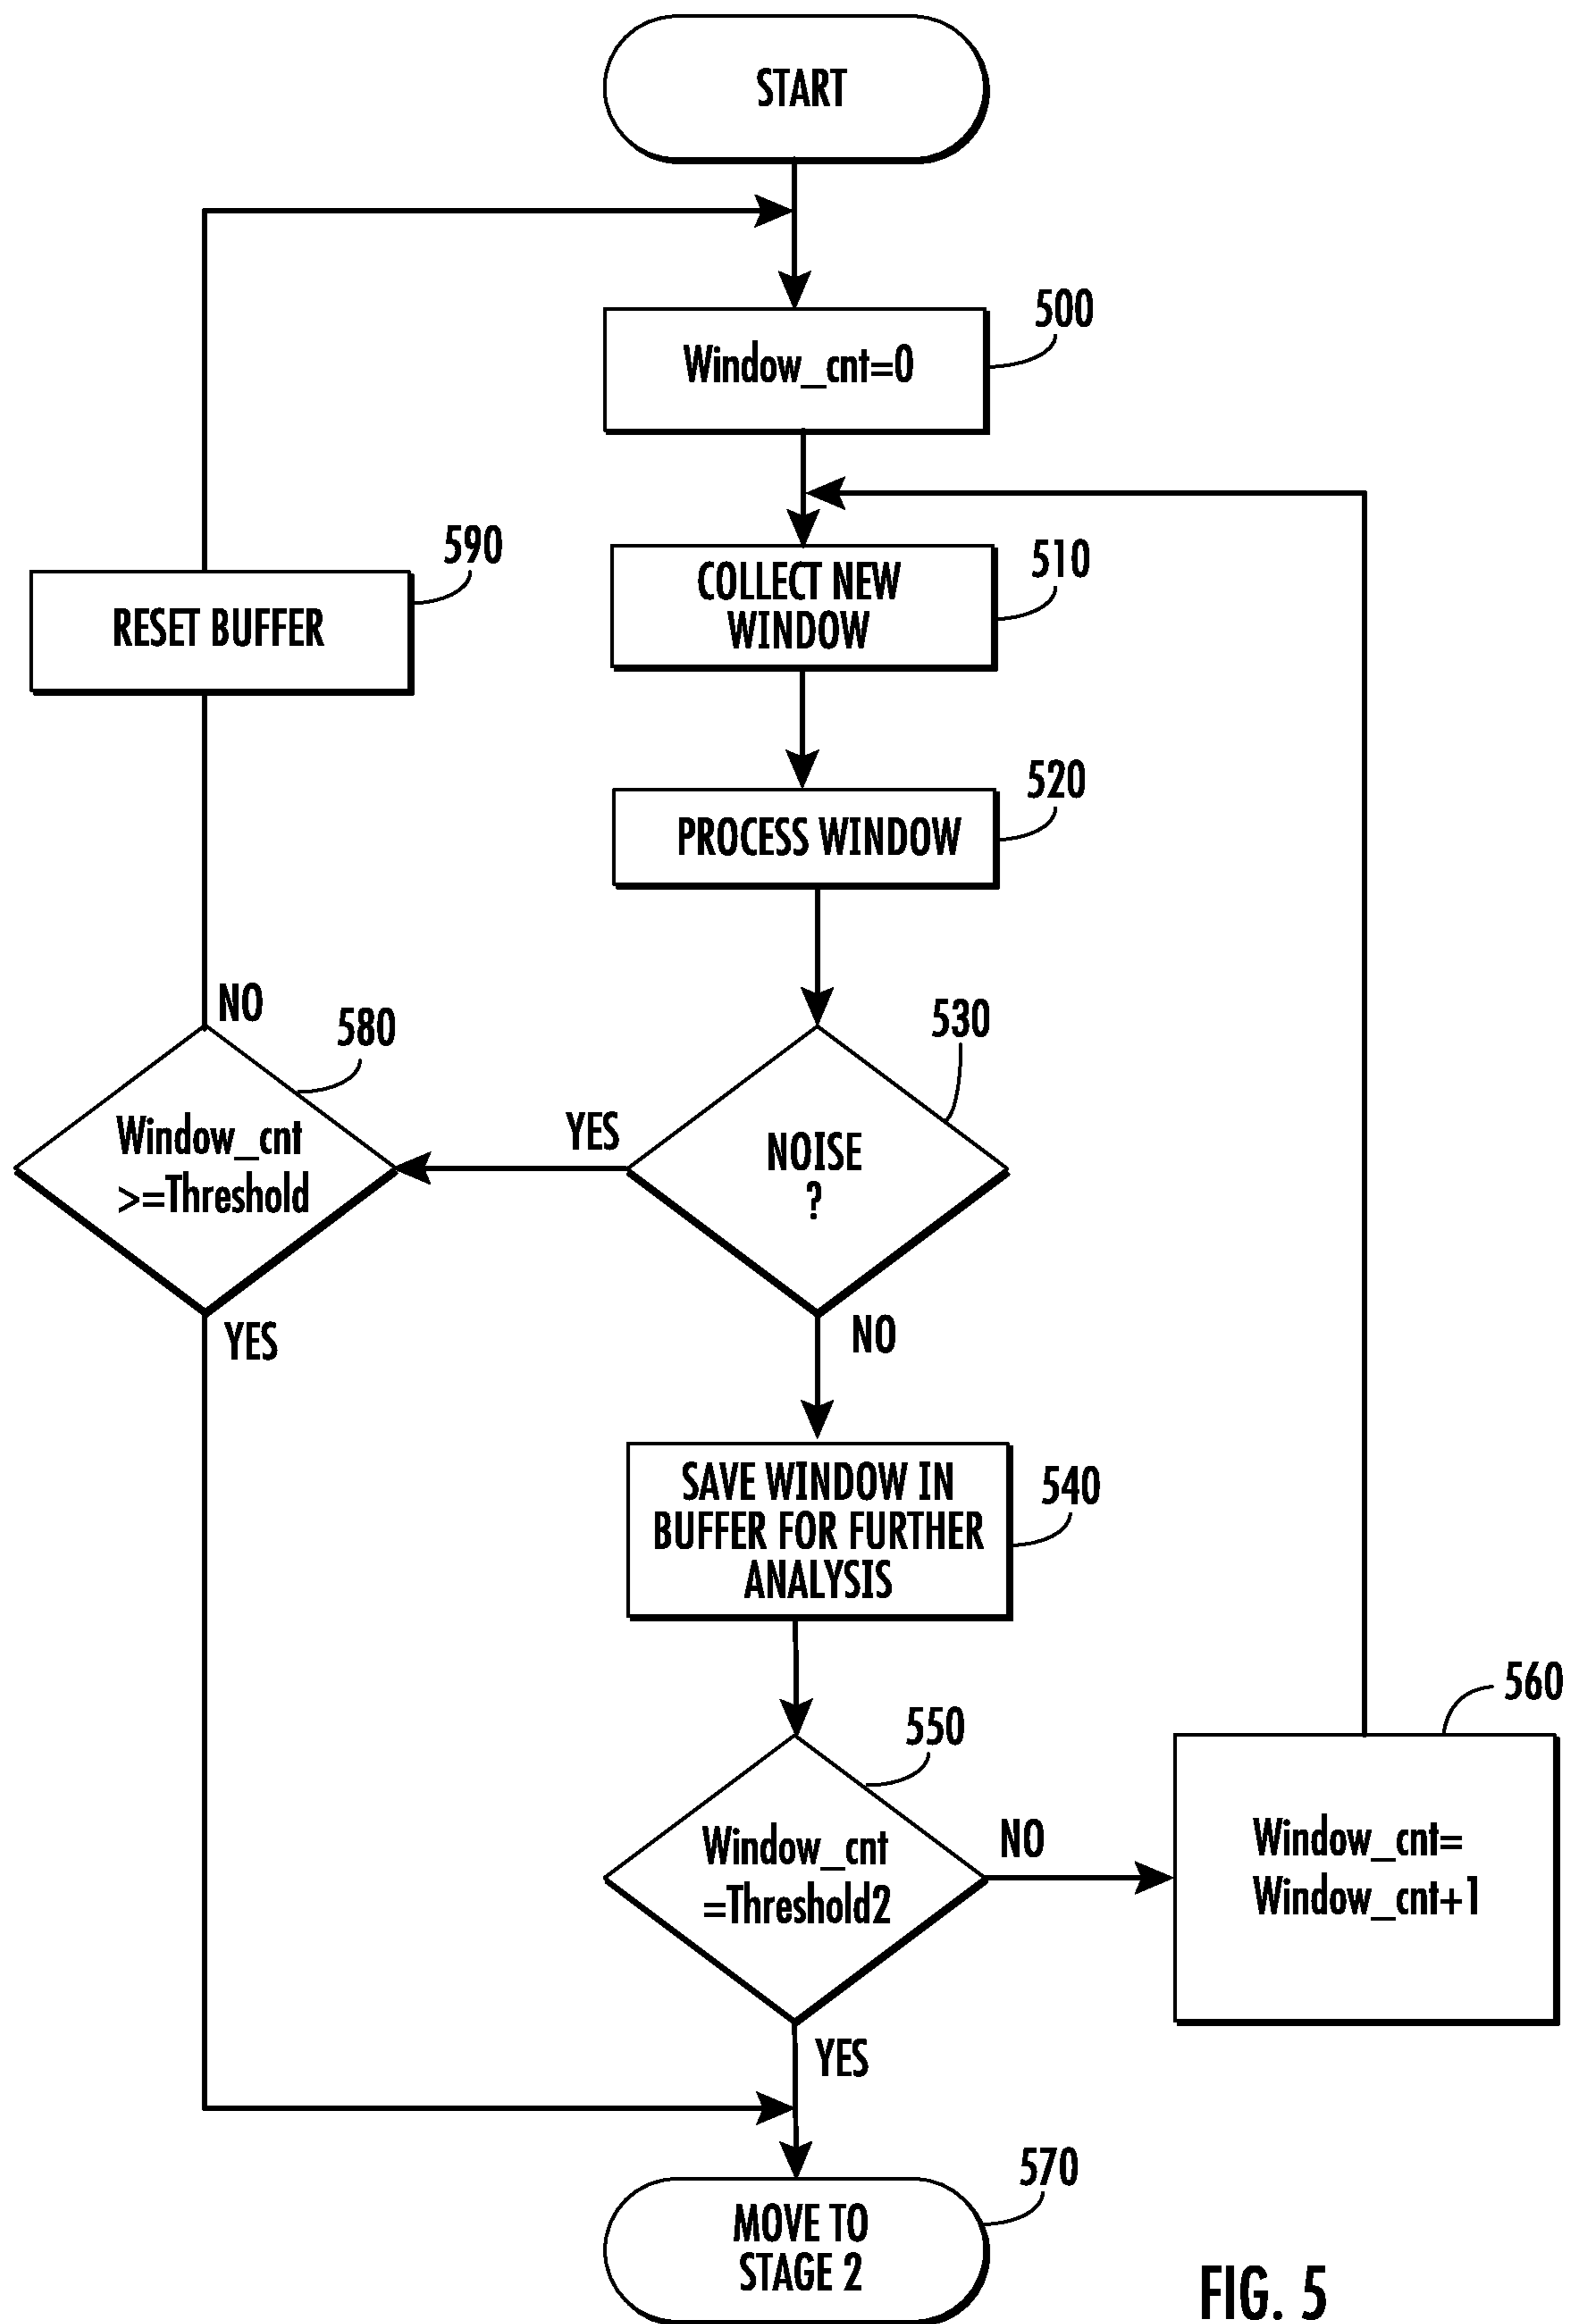 START
500
Window_cnt=0
590
510
RESET BUFFER
COLLECT NEW
WINDOW
520
PROCESS WINDOW
NO
580
530
Window_cnt
>=Threshold
YES
NOISE
?
YES
NO
SAVE WINDOW IN
BUFFER FOR FURTHER
ANALYSIS
540
550
560
Window_cnt
=Threshold2
NO
Window_cnt=
Window_cnt+1
YES
570
MOVE TO
STAGE 2
FIG. 5